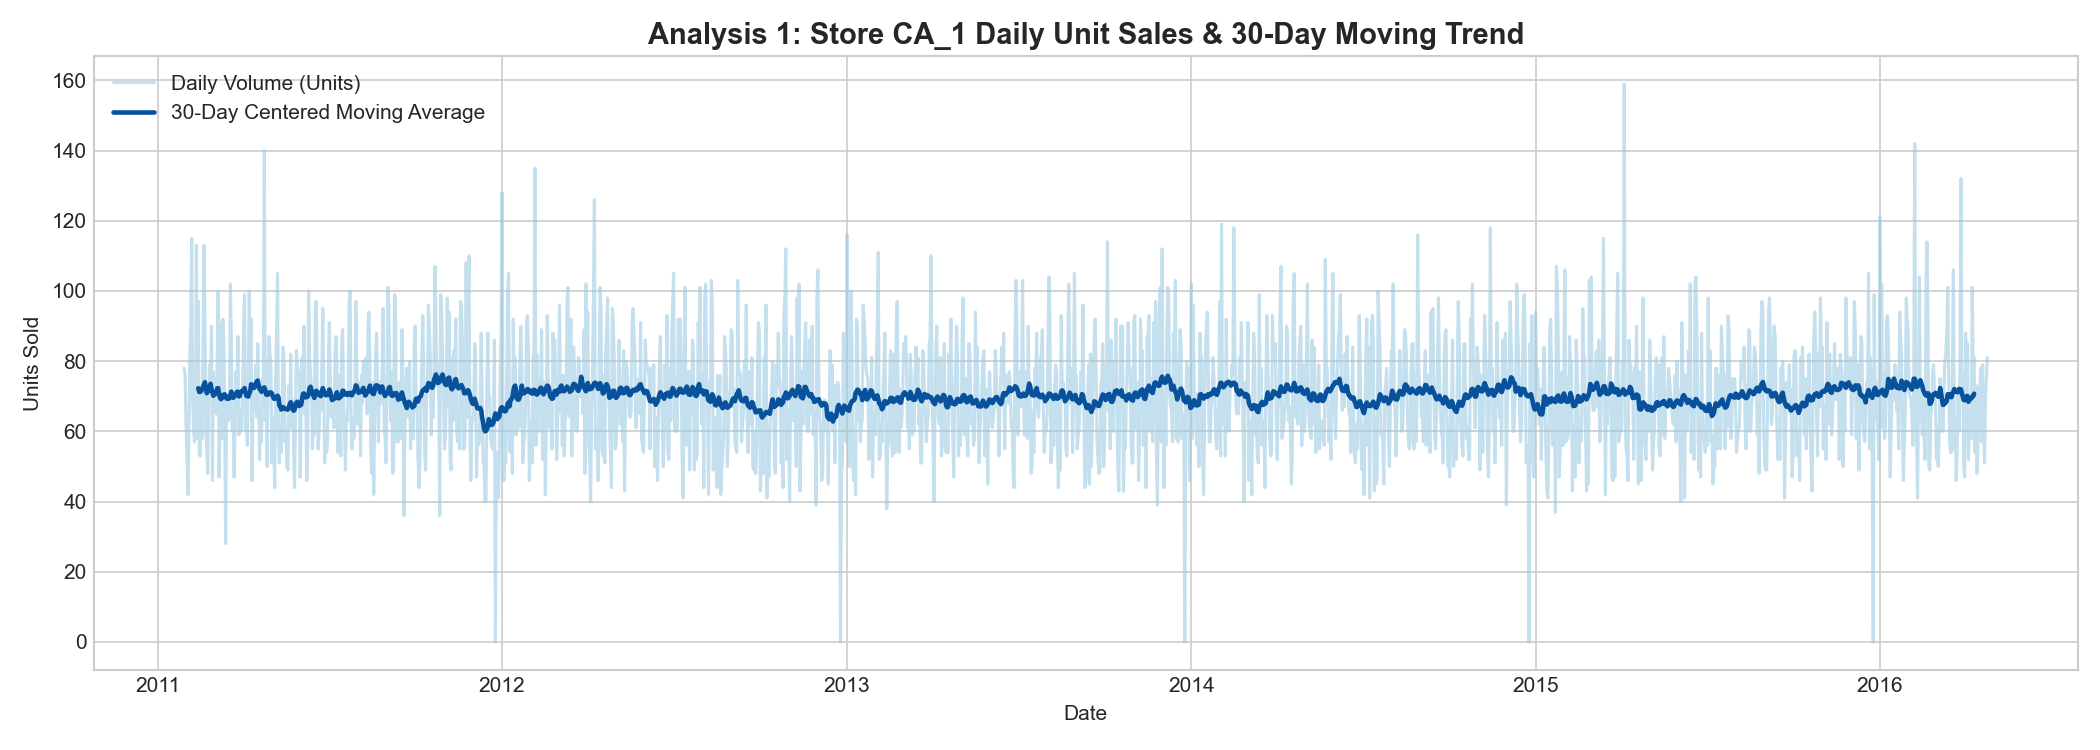 Analysis 1: Store CA_1 Daily Unit Sales & 30-Day Moving Trend
Daily Volume (Units)
30-Day Centered Moving Average
Units Sold
160
140
120
100
80
60
40
20
0
2011 2012 2013 2014 2015 2016
Date